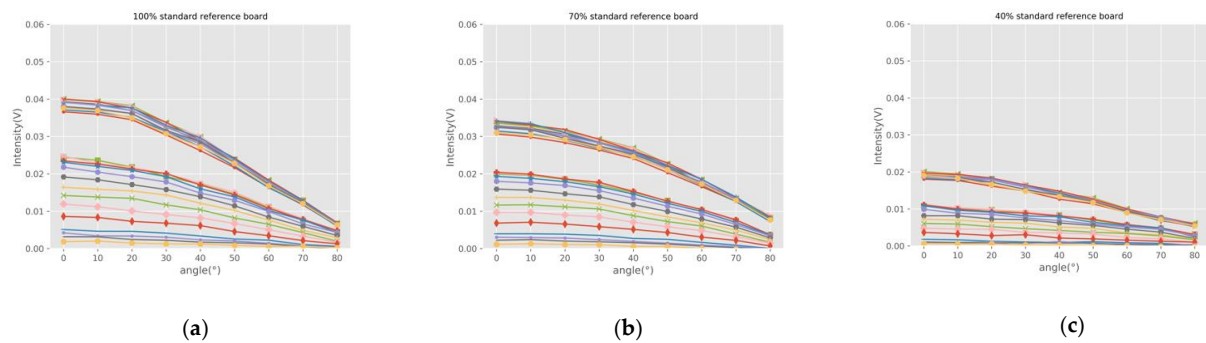 100% standard reference board
0.06
0.05
0.04
0.03
0.02
0.01
0.00
Intensity(V)
0 10 20 30 40 50 60 70 80
angle(°)
(a)
70% standard reference board
0.06
0.05
0.04
0.03
0.02
0.01
0.00
Intensity(V)
0 10 20 30 40 50 60 70 80
angle(°)
(b)
40% standard reference board
0.06
0.05
0.04
0.03
0.02
0.01
0.00
Intensity(V)
0 10 20 30 40 50 60 70 80
angle(°)
(c)